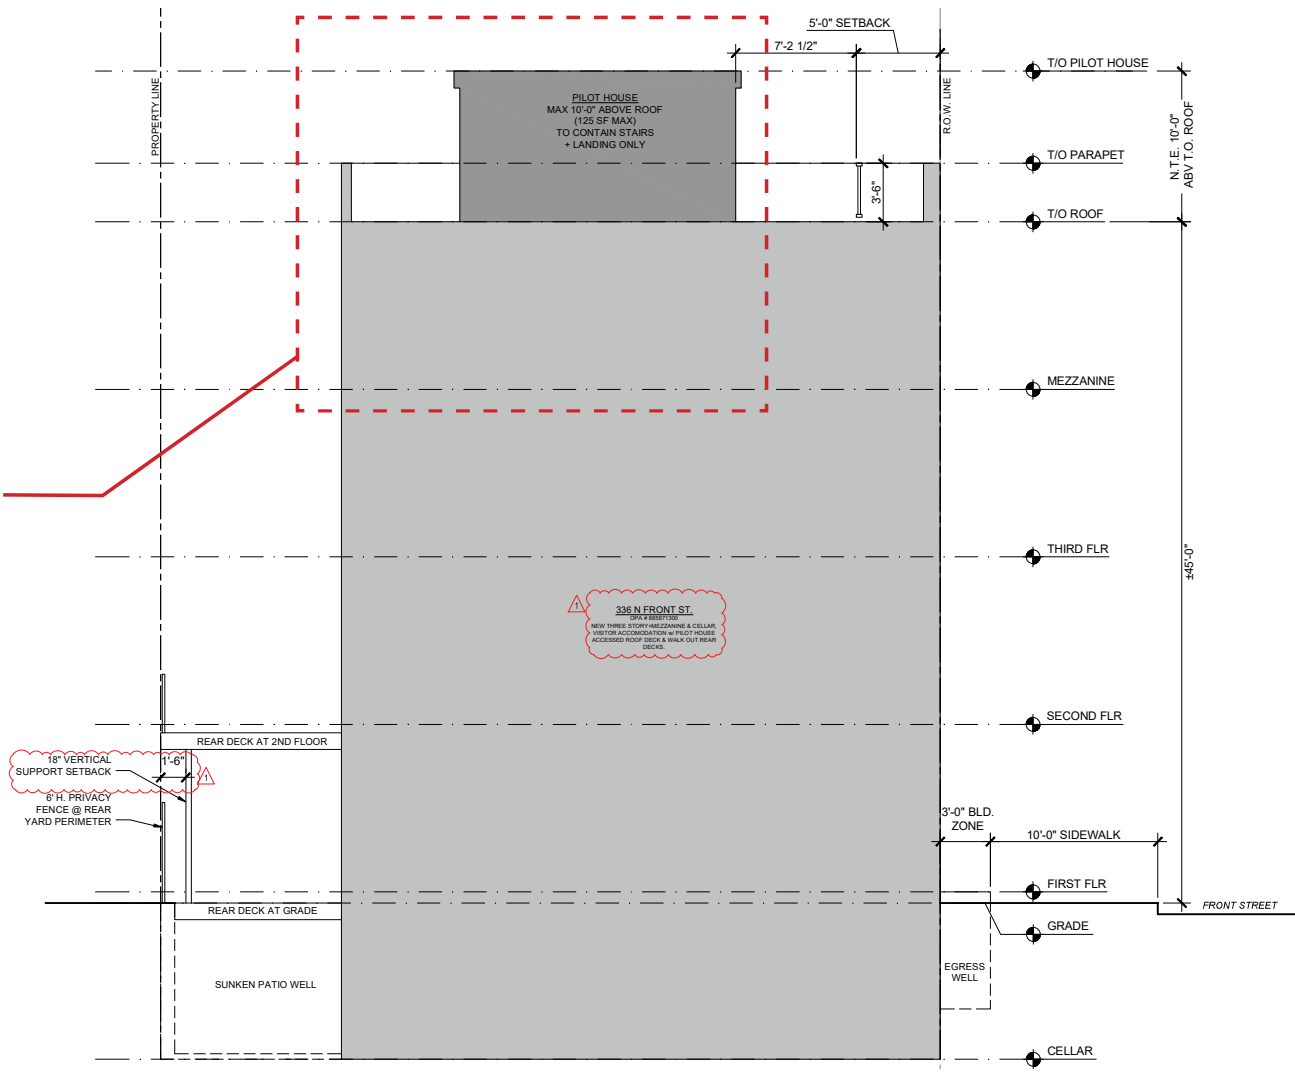 5'-0" SETBACK
7'-2 1/2"
T/O PILOT HOUSE
PROPERTY LINE
R.O.W. LINE
PILOT HOUSE
MAX 10'-0" ABOVE ROOF
(125 SF MAX)
TO CONTAIN STAIRS
+ LANDING ONLY
N.T.E. 10'-0"
ABV T.O. ROOF
T/O PARAPET
3'-6"
T/O ROOF
MEZZANINE
THIRD FLR
±45'-0"
1
336 N FRONT ST.
OPA # 885871300
NEW THREE STORY+MEZZANINE & CELLAR,
VISITOR ACCOMODATION w/ PILOT HOUSE
ACCESSED ROOF DECK & WALK OUT REAR
DECKS.
SECOND FLR
REAR DECK AT 2ND FLOOR
18" VERTICAL
SUPPORT SETBACK
1'-6"
1
6' H. PRIVACY
FENCE @ REAR
YARD PERIMETER
3'-0" BLD.
ZONE
10'-0" SIDEWALK
FIRST FLR
REAR DECK AT GRADE
FRONT STREET
GRADE
EGRESS
WELL
SUNKEN PATIO WELL
CELLAR